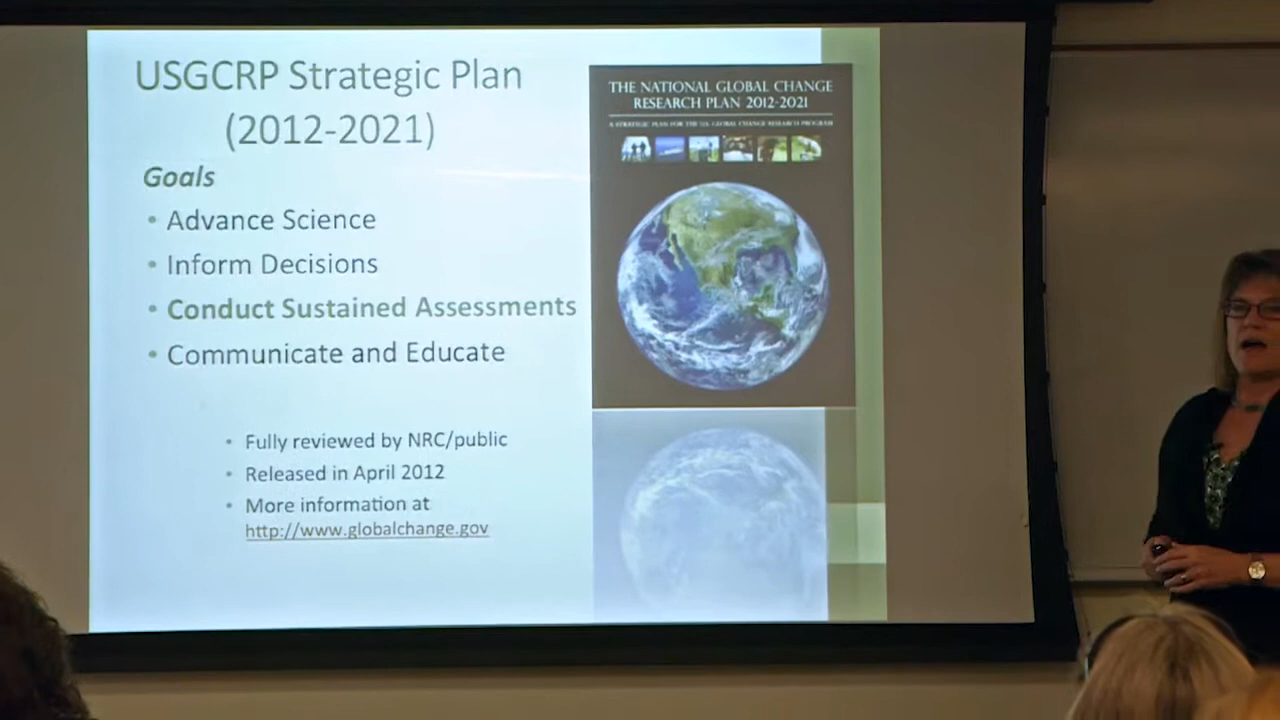 USGCRP Strategic Plan
(2012-2021)
Goals
• Advance Science
• Inform Decisions
• Conduct Sustained Assessments
• Communicate and Educate
• Fully reviewed by NRC/public
• Released in April 2012
• More information at
http://www.globalchange.gov
THE NATIONAL GLOBAL CHANGE
RESEARCH PLAN 2012-2021
A STRATEGIC PLAN FOR THE U.S. GLOBAL CHANGE RESEARCH PROGRAM